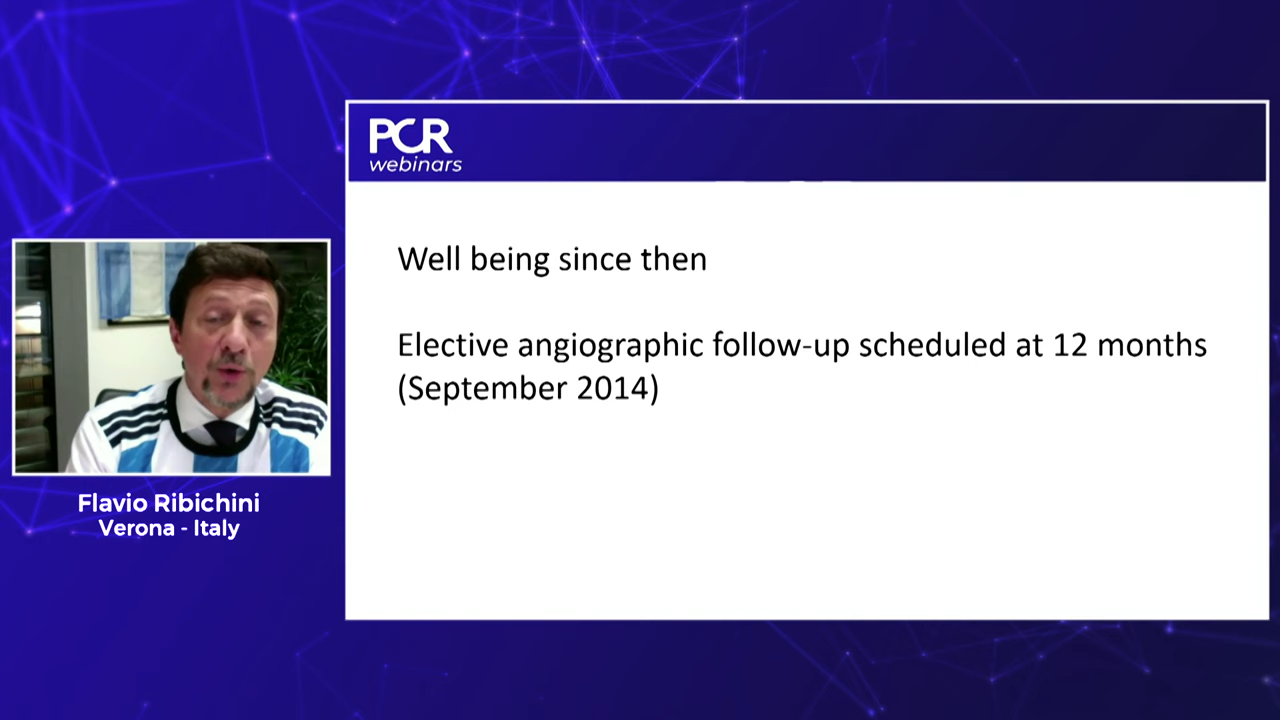 PCR
webinars
Well being since then
Elective angiographic follow-up scheduled at 12 months
(September 2014)
Flavio Ribichini
Verona - Italy